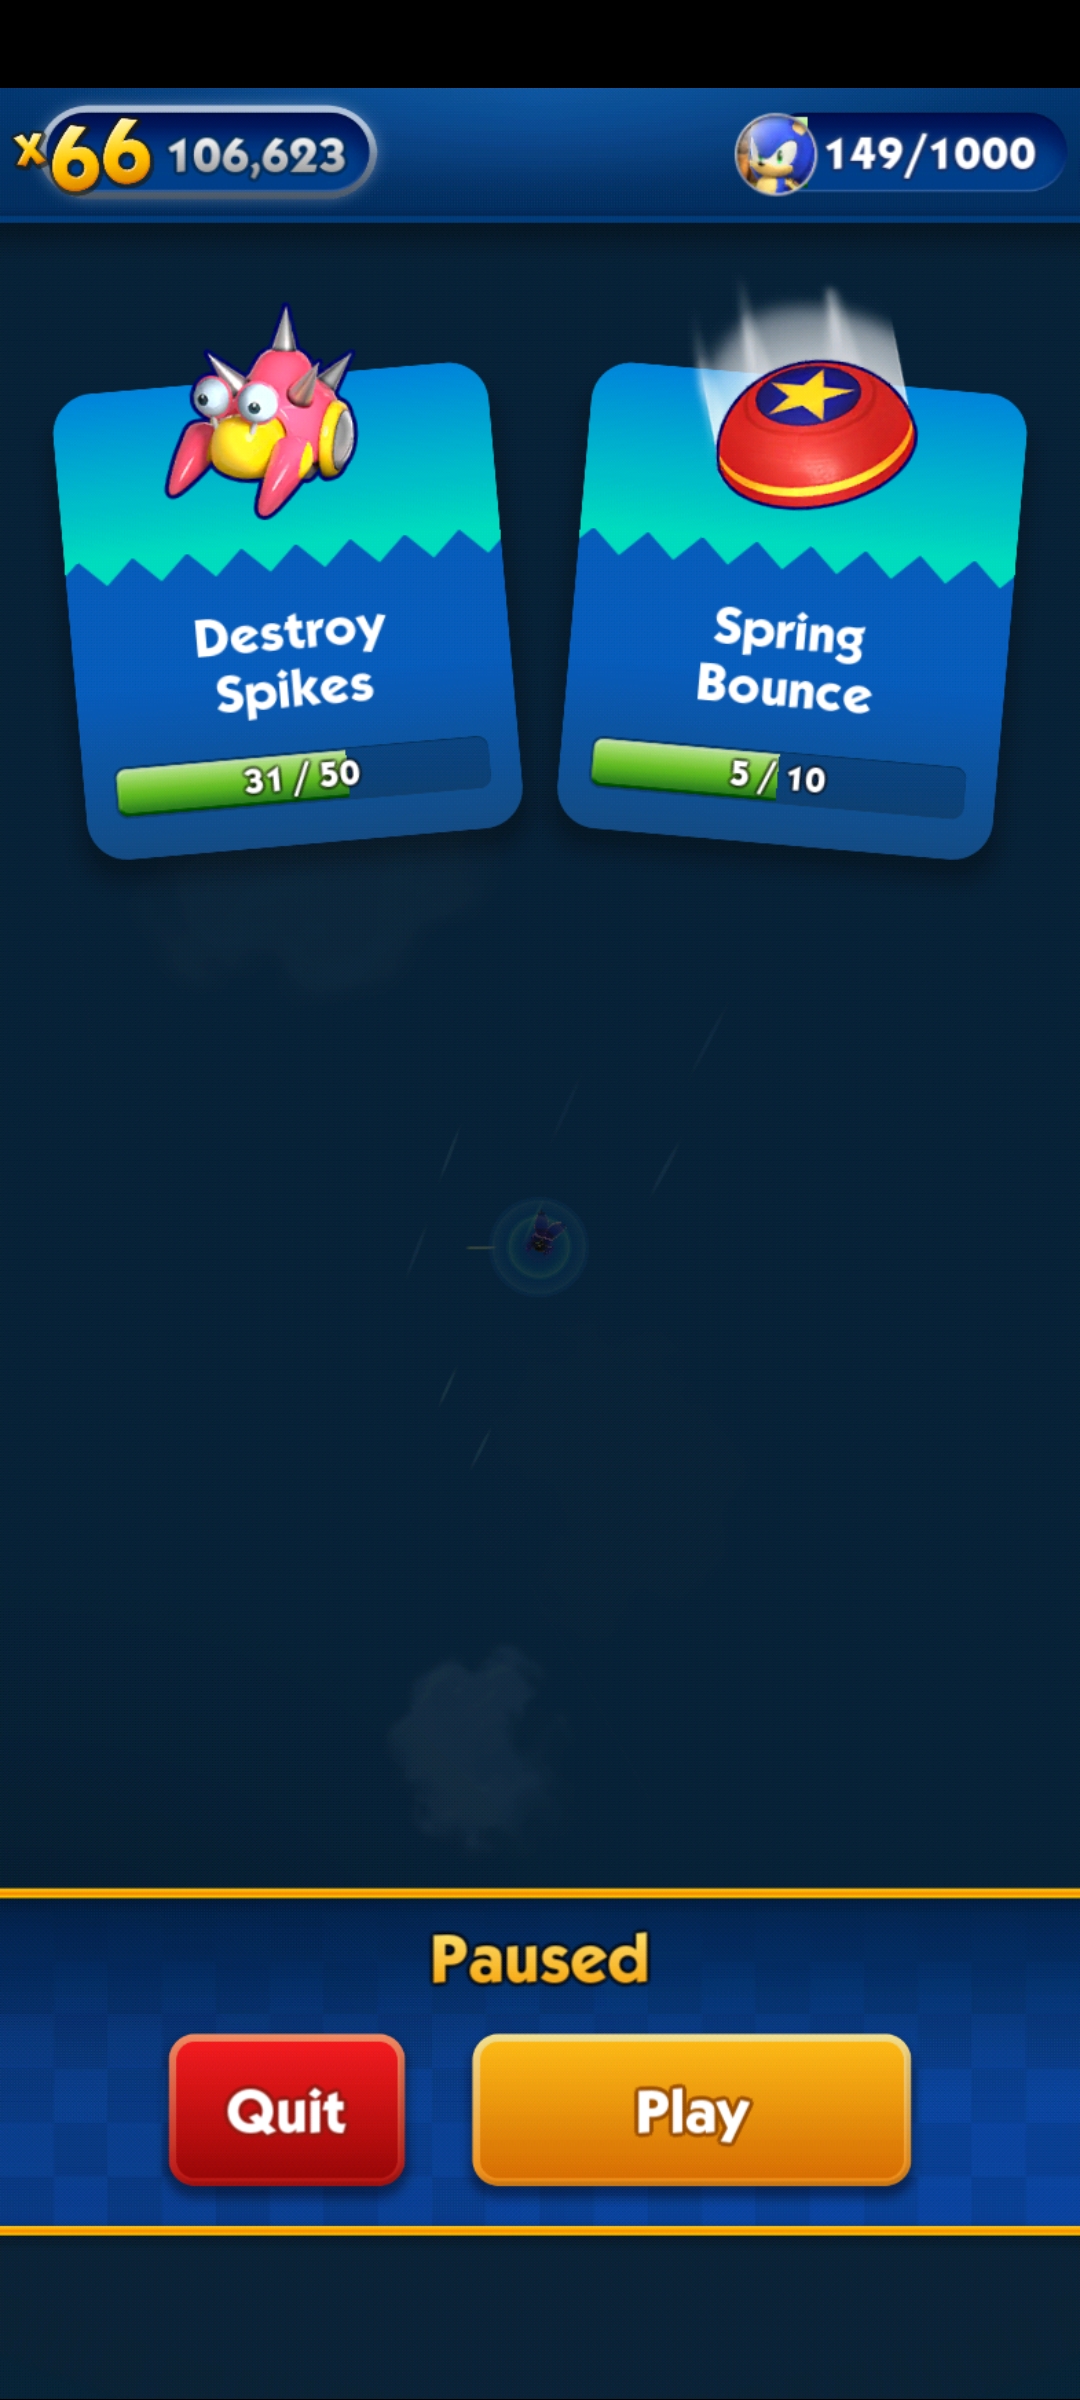 x66 106,623
149/1000
Destroy
Spikes
31 / 50
Spring
Bounce
5 / 10
Paused
Quit
Play